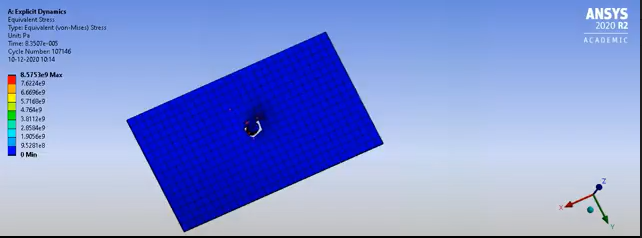 A: Explicit Dynamics
Equivalent Stress
Type: Equivalent (von-Mises) Stress
Unit: Pa
Time: 8.3507e-005
Cycle Number: 107146
10-12-2020 10:14
8.5753e9 Max
7.6224e9
6.6696e9
5.7168e9
4.764e9
3.8112e9
2.8584e9
1.9056e9
9.5281e8
0 Min
ANSYS
2020 R2
ACADEMIC
Z
X
Y